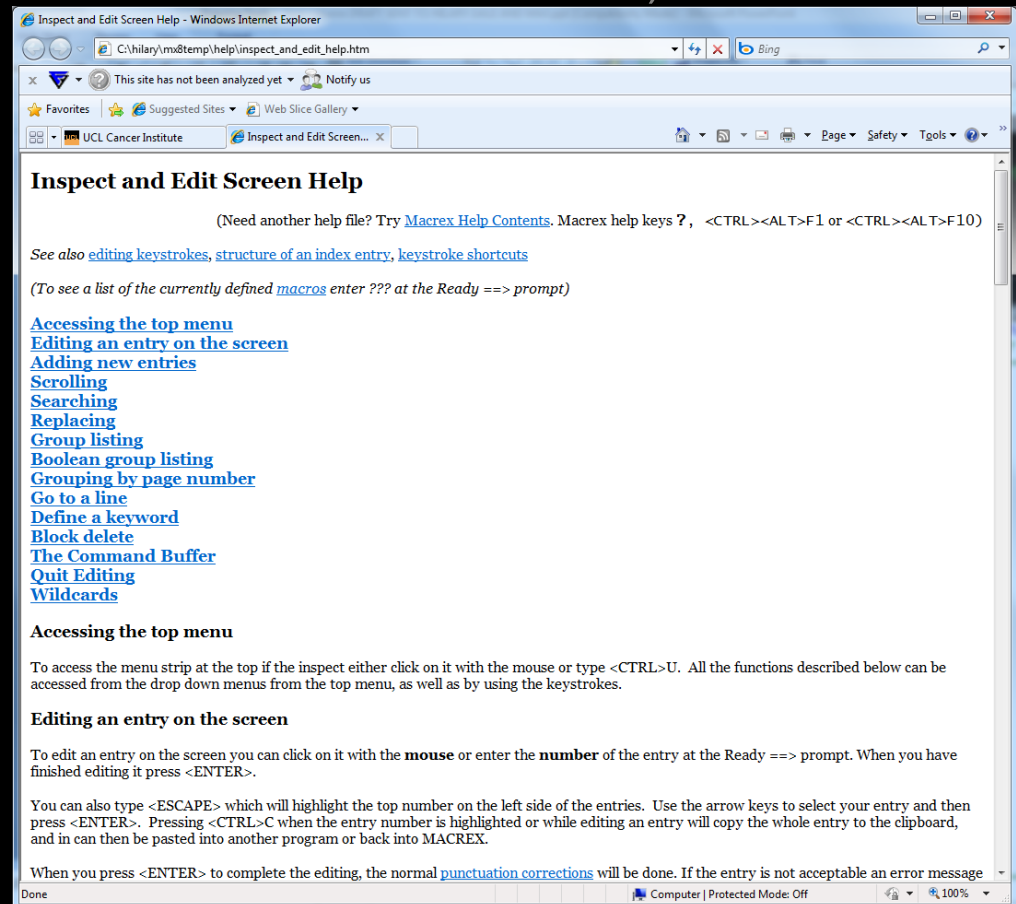 Inspect and Edit Screen Help - Windows Internet Explorer
C:\hilary\mx8temp\help\inspect_and_edit_help.htm
Bing
x
This site has not been analyzed yet
Notify us
Favorites
Suggested Sites
Web Slice Gallery
UCL Cancer Institute
Inspect and Edit Screen... X
Page
Safety
Tools
»
Inspect and Edit Screen Help
(Need another help file? Try Macrex Help Contents. Macrex help keys ?, <CTRL><ALT>F1 or <CTRL><ALT>F10)
See also editing keystrokes, structure of an index entry, keystroke shortcuts
(To see a list of the currently defined macros enter ??? at the Ready ==> prompt)
Accessing the top menu
Editing an entry on the screen
Adding new entries
Scrolling
Searching
Replacing
Group listing
Boolean group listing
Grouping by page number
Go to a line
Define a keyword
Block delete
The Command Buffer
Quit Editing
Wildcards
Accessing the top menu
To access the menu strip at the top if the inspect either click on it with the mouse or type <CTRL>U.  All the functions described below can be
accessed from the drop down menus from the top menu, as well as by using the keystrokes.
Editing an entry on the screen
To edit an entry on the screen you can click on it with the mouse or enter the number of the entry at the Ready ==> prompt. When you have
finished editing it press <ENTER>.
You can also type <ESCAPE> which will highlight the top number on the left side of the entries.  Use the arrow keys to select your entry and then
press <ENTER>.  Pressing <CTRL>C when the entry number is highlighted or while editing an entry will copy the whole entry to the clipboard,
and in can then be pasted into another program or back into MACREX.
When you press <ENTER> to complete the editing, the normal punctuation corrections will be done. If the entry is not acceptable an error message
Done
Computer | Protected Mode: Off
100%